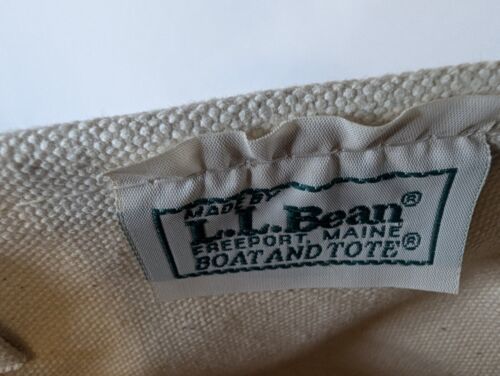 MADE BY
L.L.Bean®
FREEPORT, MAINE
BOAT AND TOTE®